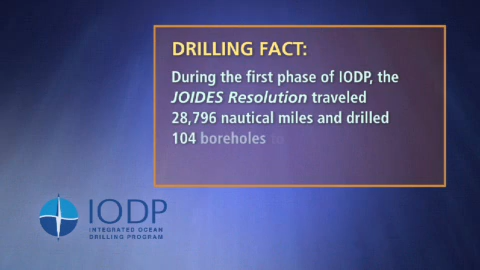 DRILLING FACT:
During the first phase of IODP, the
JOIDES Resolution traveled
28,796 nautical miles and drilled
104 boreholes to
IODP
INTEGRATED OCEAN
DRILLING PROGRAM